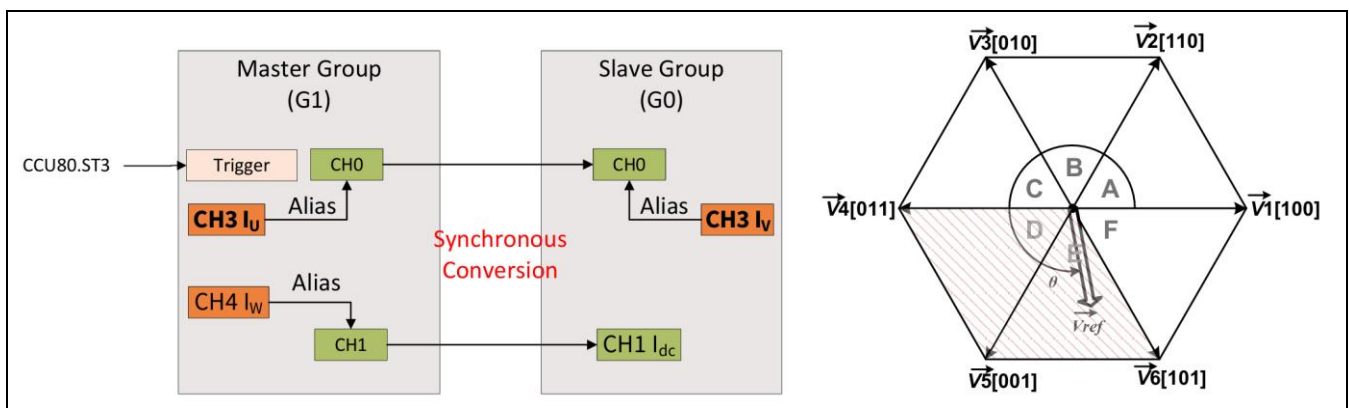 Master Group
(G1)
Slave Group
(G0)
CCU80.ST3
Trigger
CH0
CH0
Alias
Alias
CH3 IU
CH3 IV
Synchronous
Conversion
Alias
CH4 IW
CH1
CH1 Idc
V3[010]
V2[110]
B
C
A
V4[011]
V1[100]
D
F
E
θ
Vref
V5[001]
V6[101]